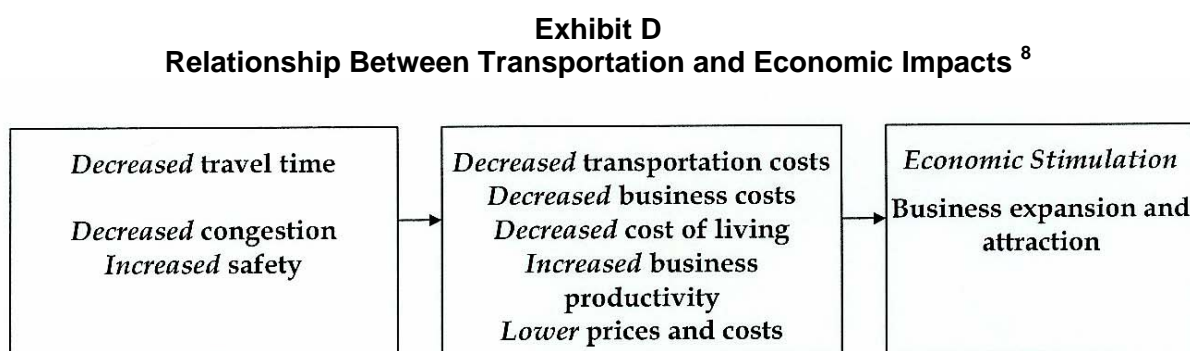 Exhibit D
Relationship Between Transportation and Economic Impacts 8
Decreased travel time
Decreased congestion
Increased safety
Decreased transportation costs
Decreased business costs
Decreased cost of living
Increased business
productivity
Lower prices and costs
Economic Stimulation
Business expansion and
attraction